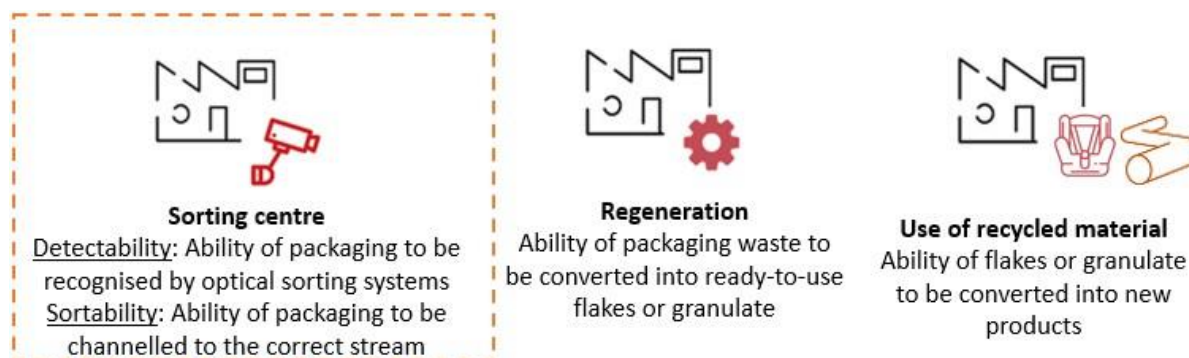 Sorting centre
Detectability: Ability of packaging to be
recognised by optical sorting systems
Sortability: Ability of packaging to be
channelled to the correct stream
Regeneration
Ability of packaging waste to
be converted into ready-to-use
flakes or granulate
Use of recycled material
Ability of flakes or granulate
to be converted into new
products